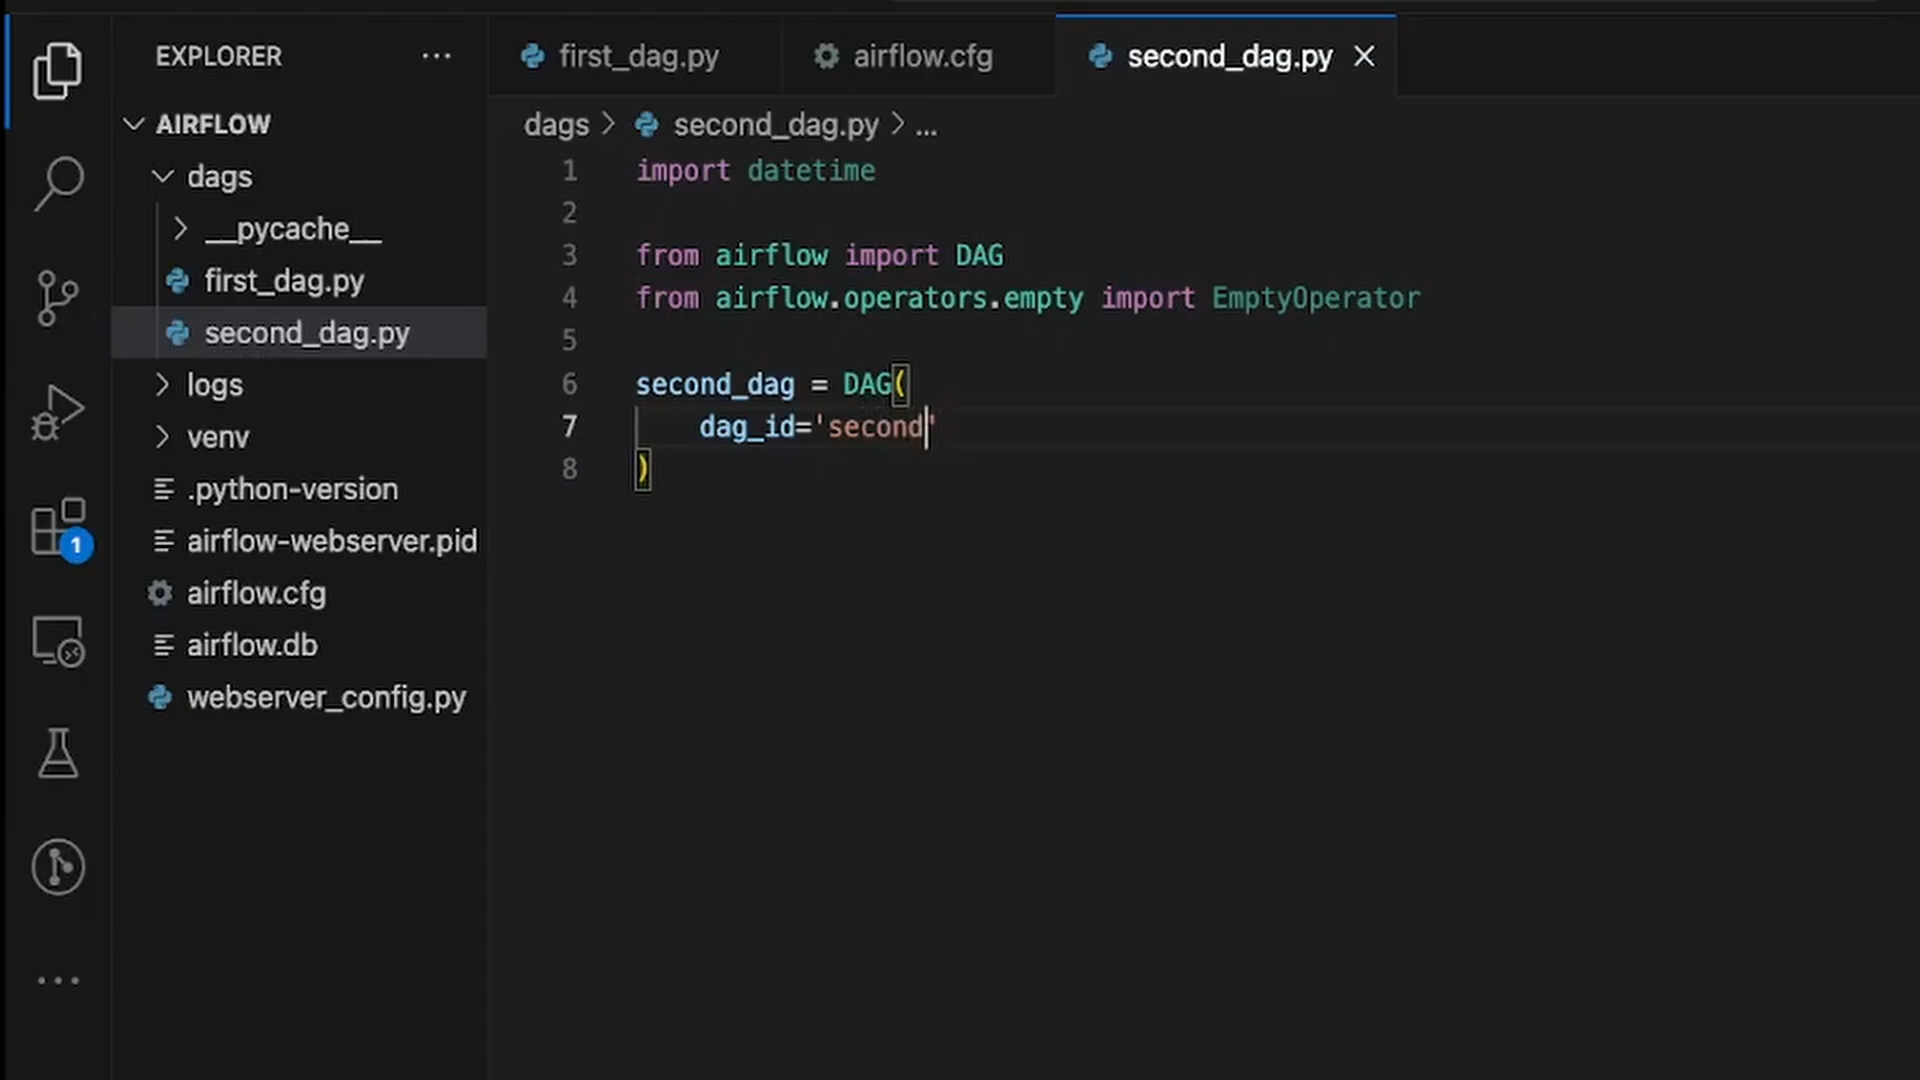 EXPLORER
AIRFLOW
dags
__pycache__
first_dag.py
second_dag.py
logs
venv
.python-version
airflow-webserver.pid
airflow.cfg
airflow.db
webserver_config.py
1
first_dag.py
airflow.cfg
second_dag.py
dags > second_dag.py > ...
1 import datetime
2
3 from airflow import DAG
4 from airflow.operators.empty import EmptyOperator
5
6 second_dag = DAG(
7     dag_id='second'
8 )